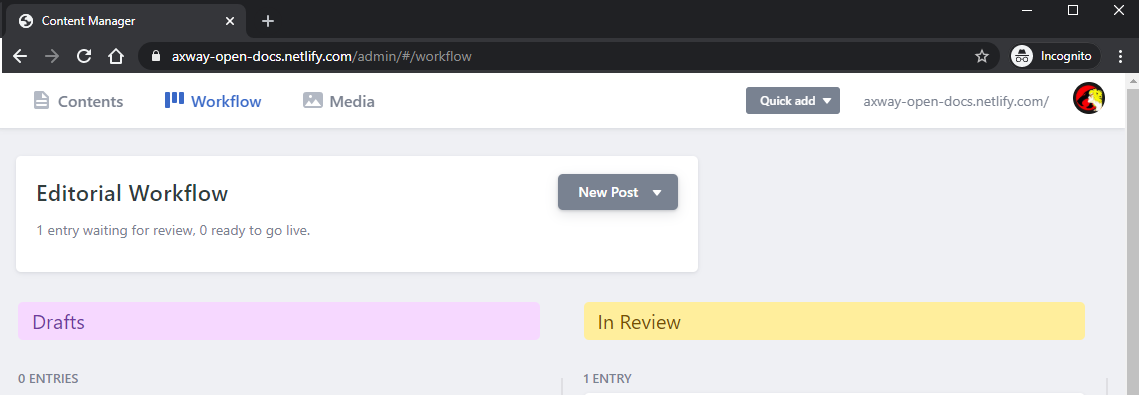 Content Manager
axway-open-docs.netlify.com/admin/#/workflow
Incognito
Contents
Workflow
Media
Quick add
axway-open-docs.netlify.com/
Editorial Workflow
New Post
1 entry waiting for review, 0 ready to go live.
Drafts
In Review
0 ENTRIES
1 ENTRY